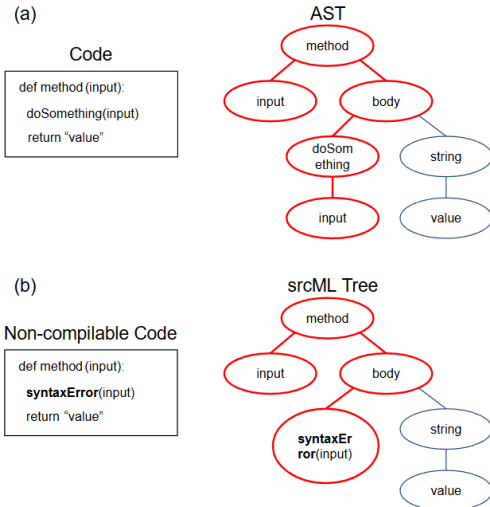 (a)
AST
Code
def method(input):
doSomething(input)
return “value”
method
input
body
doSom
ething
string
input
value
(b)
srcML Tree
Non-compilable Code
def method(input):
syntaxError(input)
return “value”
method
input
body
syntaxEr
ror(input)
string
value